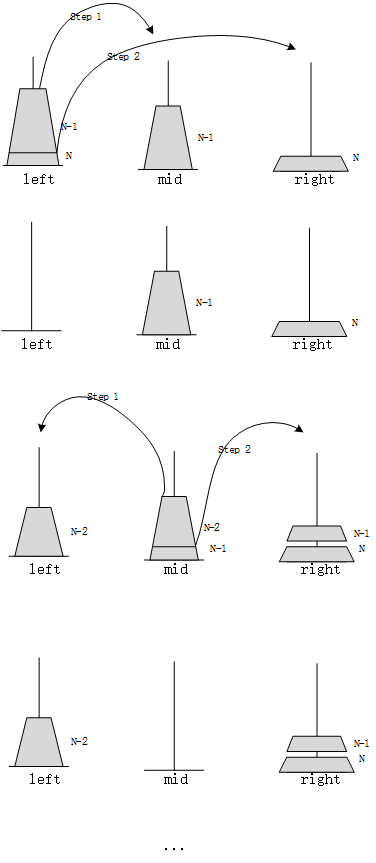 Step 1
Step 2
N-1
N
N-1
N
left
mid
right
N-1
N
left
mid
right
Step 1
Step 2
N-2
N-2
N-1
N-1
N
left
mid
right
N-2
N-1
N
left
mid
right
...